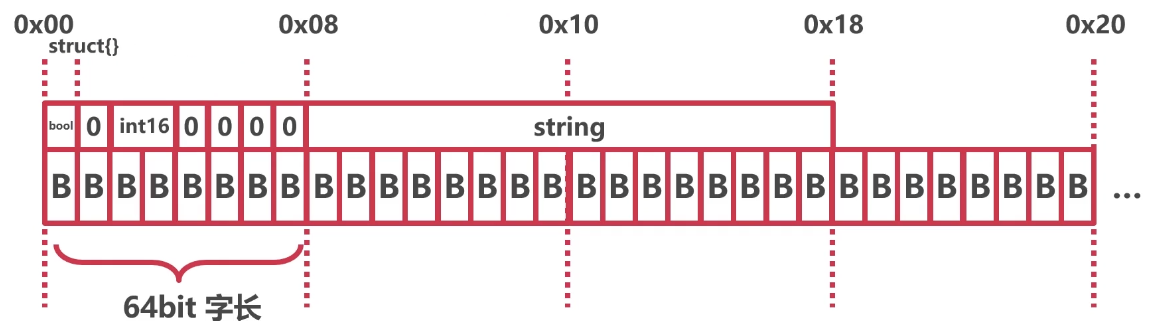 0x00 0x08 0x10 0x18 0x20
struct{}
bool 0 int16 0 0 0 0 string
B B B B B B B B B B B B B B B B B B B B B B B B B B B B B B B B ...
64bit 字长